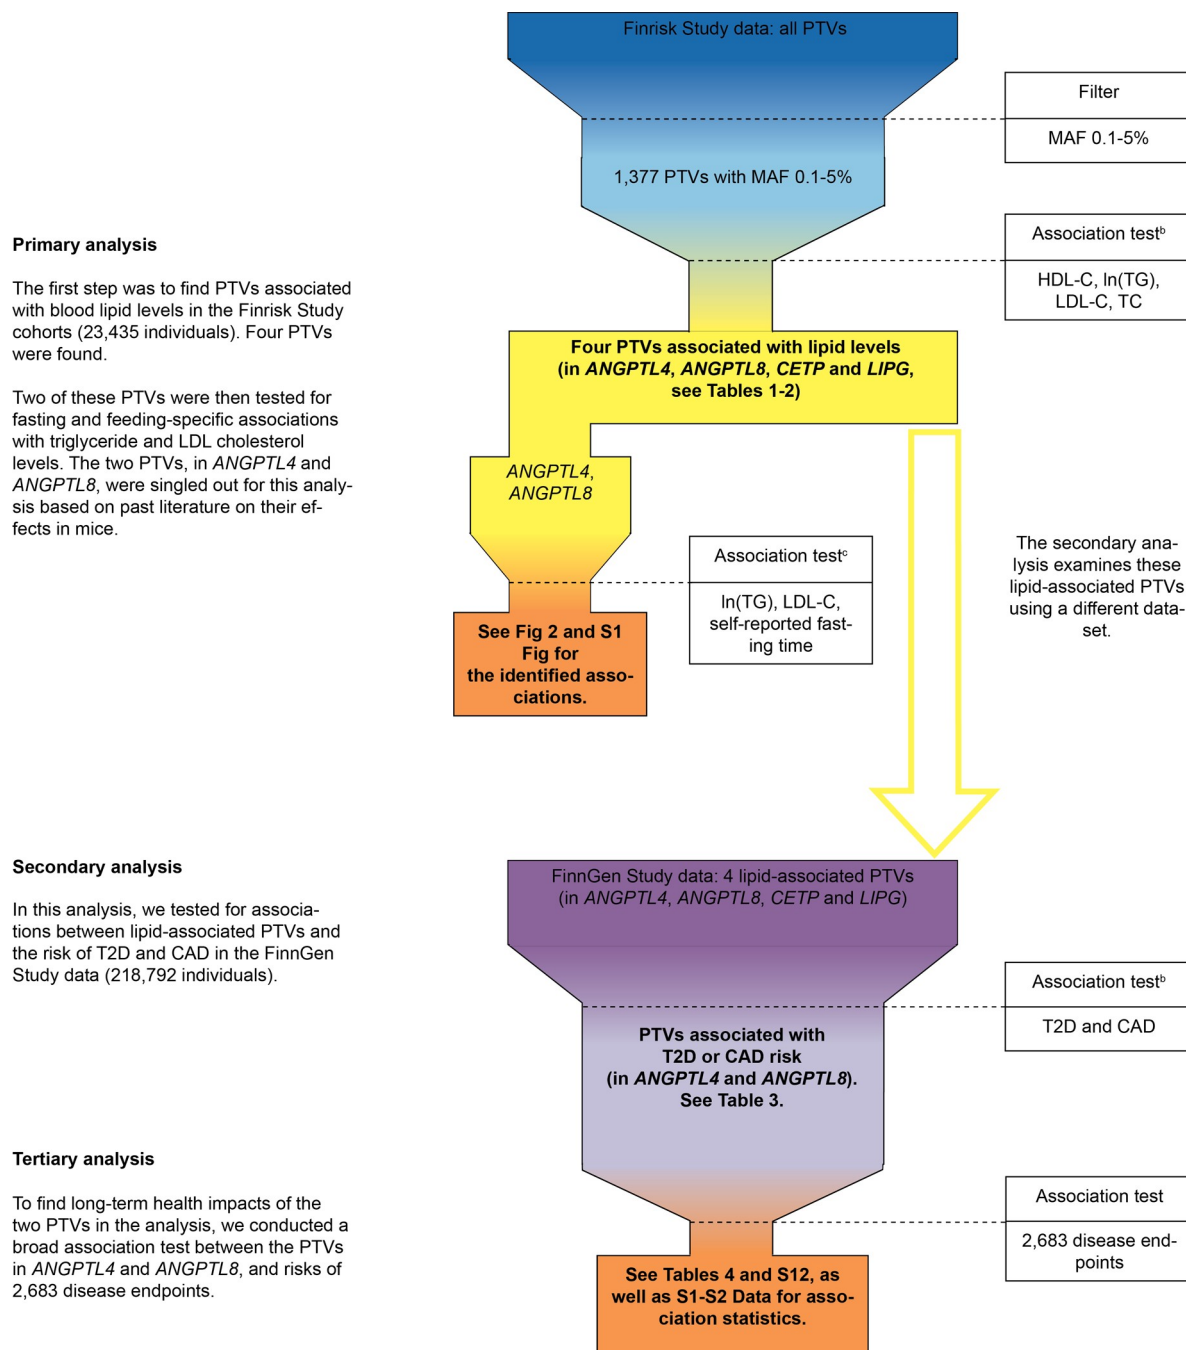 Finrisk Study data: all PTVs
Filter
MAF 0.1-5%
1,377 PTVs with MAF 0.1-5%
Association testᵇ
HDL-C, ln(TG),
LDL-C, TC
Primary analysis
The first step was to find PTVs associated
with blood lipid levels in the Finrisk Study
cohorts (23,435 individuals). Four PTVs
were found.
Two of these PTVs were then tested for
fasting and feeding-specific associations
with triglyceride and LDL cholesterol
levels. The two PTVs, in ANGPTL4 and
ANGPTL8, were singled out for this analy-
sis based on past literature on their ef-
fects in mice.
Four PTVs associated with lipid levels
(in ANGPTL4, ANGPTL8, CETP and LIPG,
see Tables 1-2)
ANGPTL4,
ANGPTL8
Association testᶜ
ln(TG), LDL-C,
self-reported fast-
ing time
See Fig 2 and S1
Fig for
the identified asso-
ciations.
The secondary ana-
lysis examines these
lipid-associated PTVs
using a different data-
set.
Secondary analysis
In this analysis, we tested for associa-
tions between lipid-associated PTVs and
the risk of T2D and CAD in the FinnGen
Study data (218,792 individuals).
FinnGen Study data: 4 lipid-associated PTVs
(in ANGPTL4, ANGPTL8, CETP and LIPG)
Association testᵇ
T2D and CAD
PTVs associated with
T2D or CAD risk
(in ANGPTL4 and ANGPTL8).
See Table 3.
Tertiary analysis
To find long-term health impacts of the
two PTVs in the analysis, we conducted a
broad association test between the PTVs
in ANGPTL4 and ANGPTL8, and risks of
2,683 disease endpoints.
Association test
2,683 disease end-
points
See Tables 4 and S12, as
well as S1-S2 Data for asso-
ciation statistics.